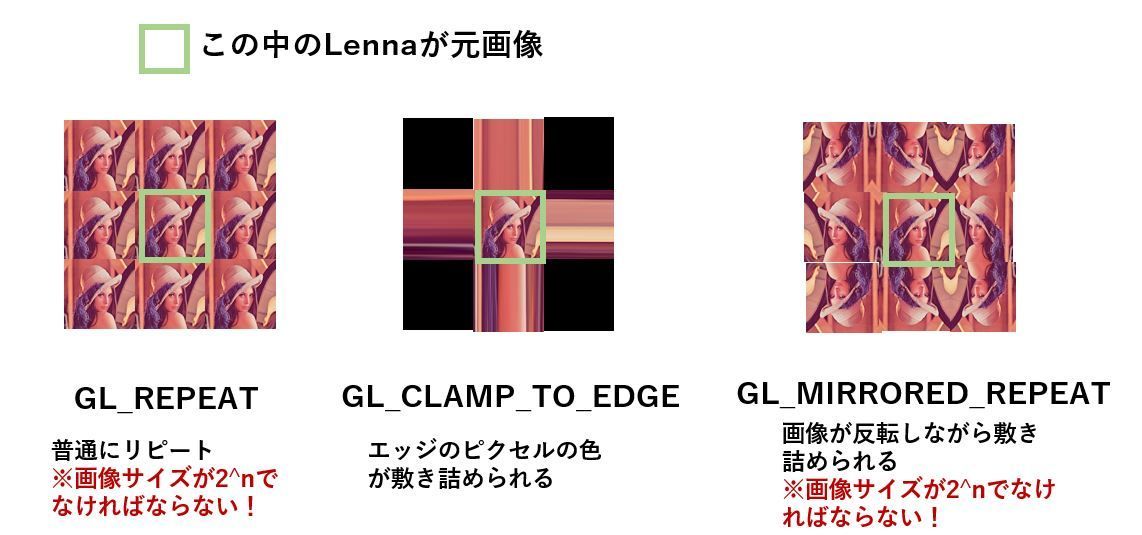 この中のLennaが元画像
GL_REPEAT
普通にリピート
※画像サイズが2^nで
なければならない！
GL_CLAMP_TO_EDGE
エッジのピクセルの色
が敷き詰められる
GL_MIRRORED_REPEAT
画像が反転しながら敷き
詰められる
※画像サイズが2^nでなけ
ればならない！